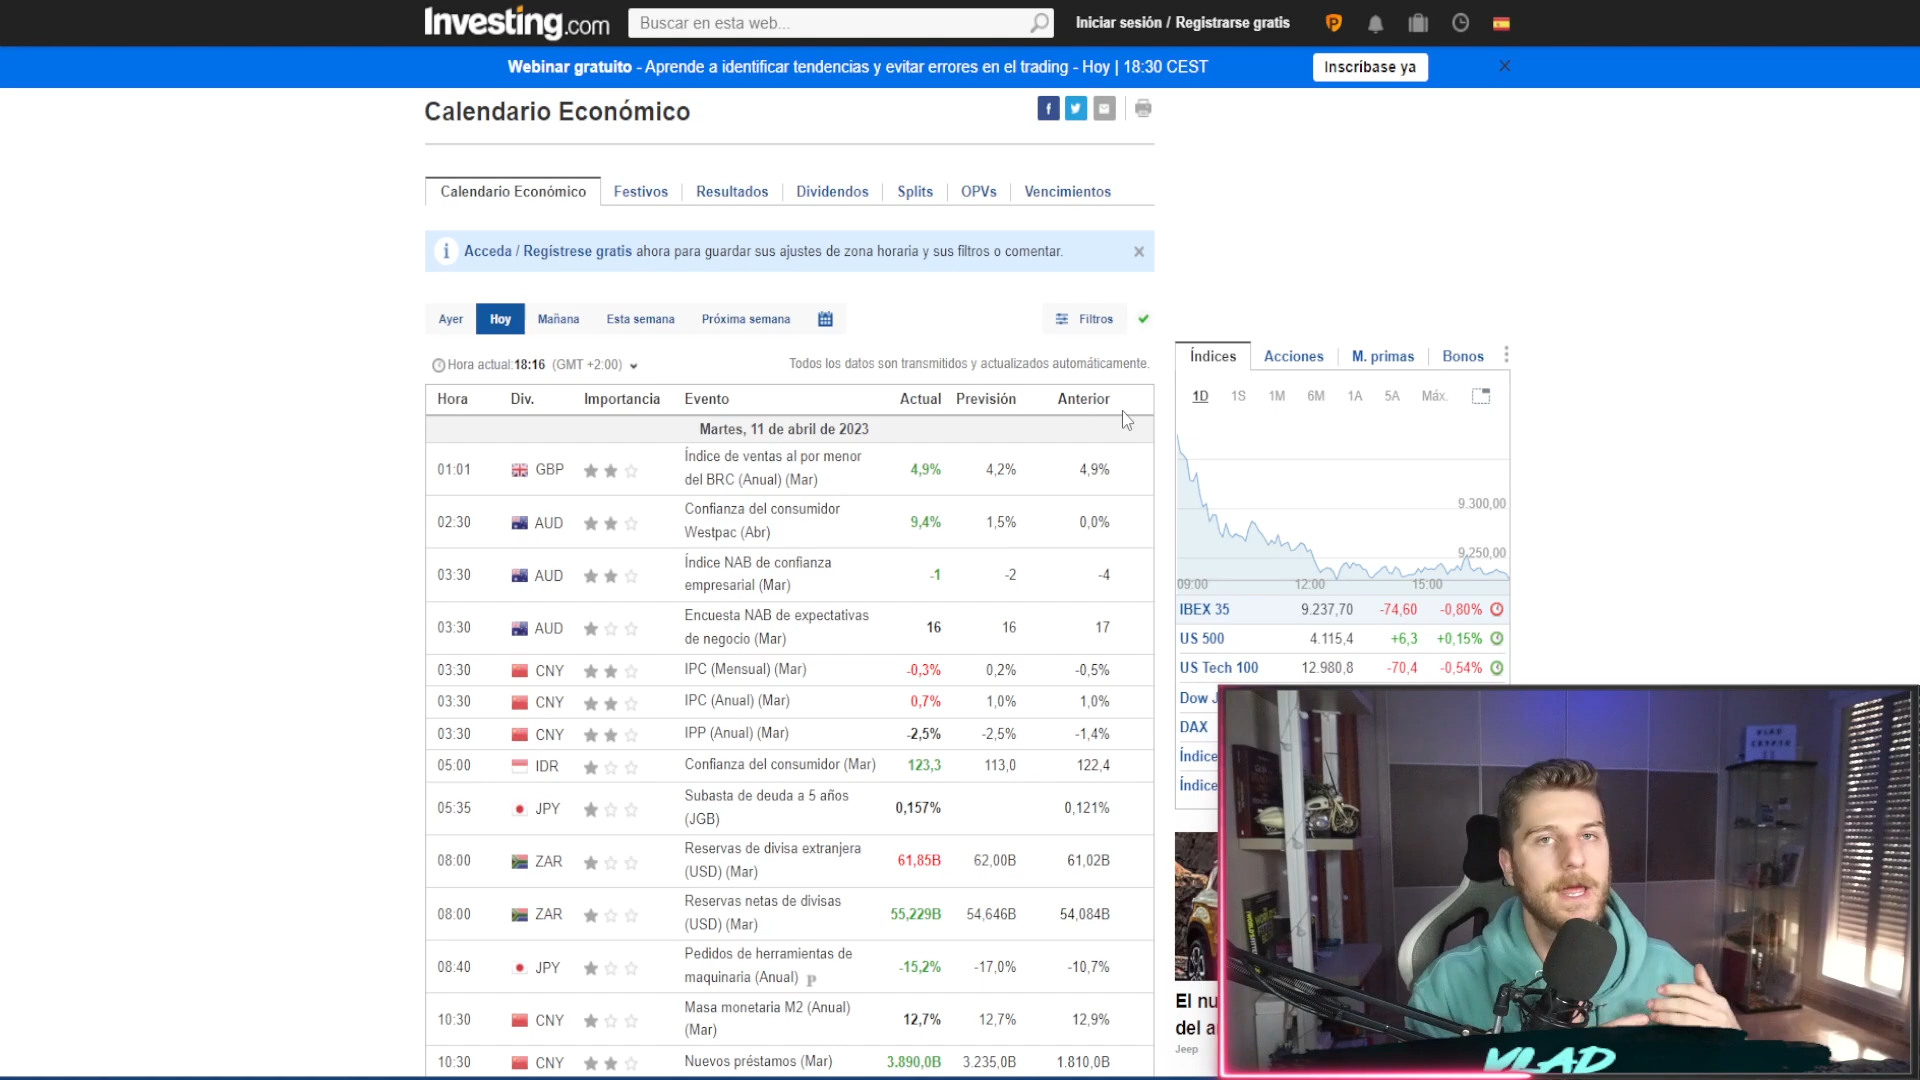 Investing.com
Buscar en esta web...
Iniciar sesión / Registrarse gratis
Webinar gratuito - Aprende a identificar tendencias y evitar errores en el trading - Hoy | 18:30 CEST
Inscríbase ya
Calendario Económico
Calendario Económico Festivos Resultados Dividendos Splits OPVs Vencimientos
Acceda / Regístrese gratis ahora para guardar sus ajustes de zona horaria y sus filtros o comentar.
Ayer Hoy Mañana Esta semana Próxima semana Filtros
Hora actual:18:16 (GMT +2:00) Todos los datos son transmitidos y actualizados automáticamente.
Hora Div. Importancia Evento Actual Previsión Anterior
Martes, 11 de abril de 2023
01:01 GBP Índice de ventas al por menor 4,9% 4,2% 4,9%
del BRC (Anual) (Mar)
02:30 AUD Confianza del consumidor 9,4% 1,5% 0,0%
Westpac (Abr)
03:30 AUD Índice NAB de confianza -1 -2 -4
empresarial (Mar)
03:30 AUD Encuesta NAB de expectativas 16 16 17
de negocio (Mar)
03:30 CNY IPC (Mensual) (Mar) -0,3% 0,2% -0,5%
03:30 CNY IPC (Anual) (Mar) 0,7% 1,0% 1,0%
03:30 CNY IPP (Anual) (Mar) -2,5% -2,5% -1,4%
05:00 IDR Confianza del consumidor (Mar) 123,3 113,0 122,4
05:35 JPY Subasta de deuda a 5 años 0,157% 0,121%
(JGB)
08:00 ZAR Reservas de divisa extranjera 61,85B 62,00B 61,02B
(USD) (Mar)
08:00 ZAR Reservas netas de divisas 55,229B 54,646B 54,084B
(USD) (Mar)
08:40 JPY Pedidos de herramientas de -15,2% -17,0% -10,7%
maquinaria (Anual) P
10:30 CNY Masa monetaria M2 (Anual) 12,7% 12,7% 12,9%
(Mar)
10:30 CNY Nuevos préstamos (Mar) 3.890,0B 3.235,0B 1.810,0B
Índices Acciones M. primas Bonos
1D 1S 1M 6M 1A 5A Máx.
9.300,00
9.250,00
09:00 12:00 15:00
IBEX 35 9.237,70 -74,60 -0,80%
US 500 4.115,4 +6,3 +0,15%
US Tech 100 12.980,8 -70,4 -0,54%
Dow J
DAX
Índice
Índice
El nu
del a
Jeep
VLAD
CRYPTO
VLAD